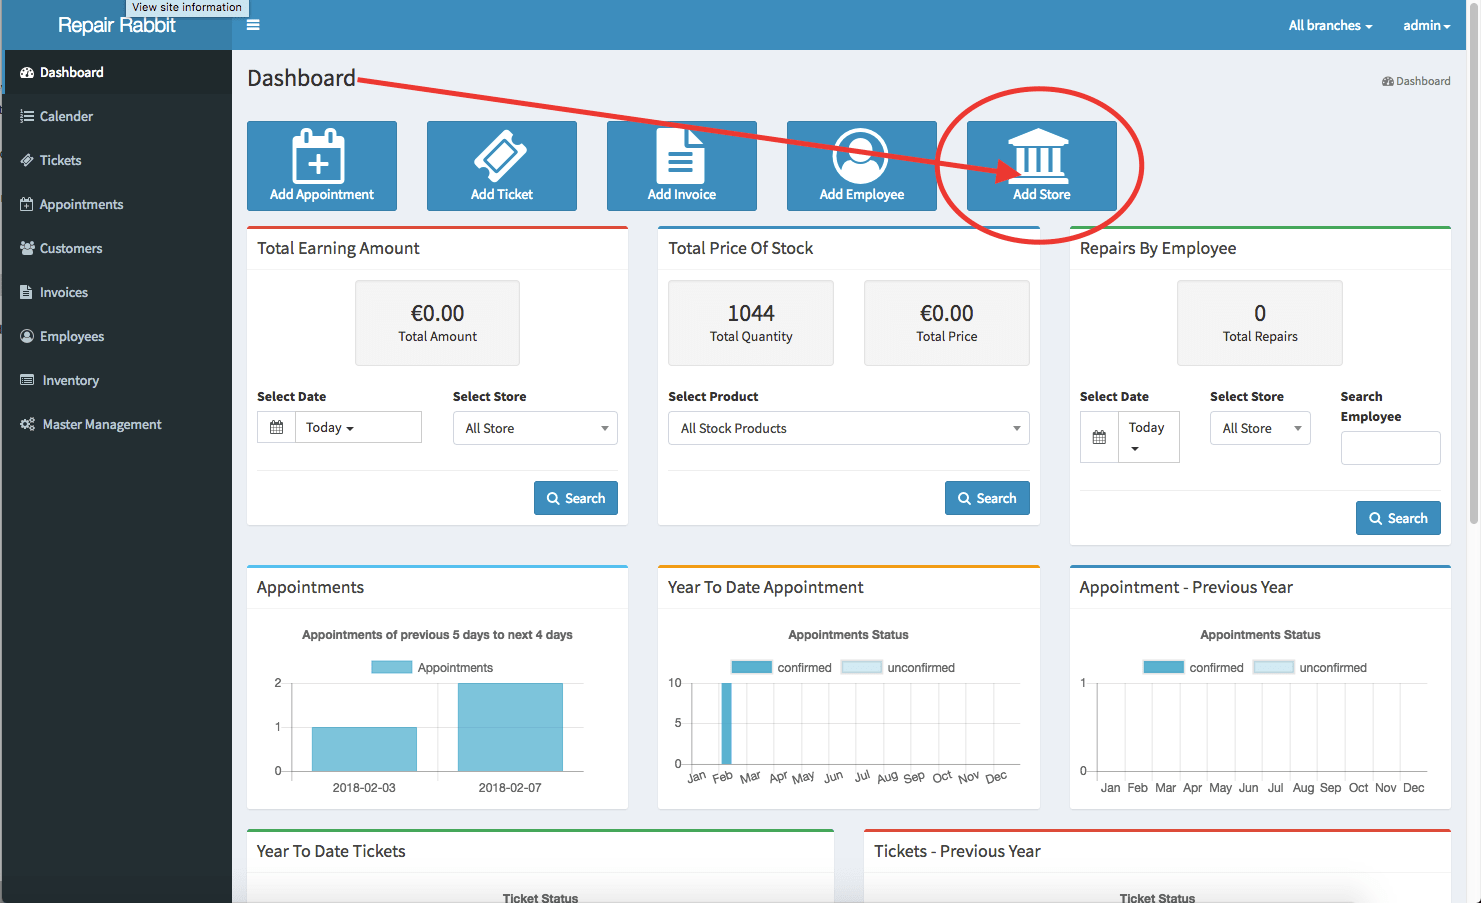 View site information
Repair Rabbit
All branches
admin
Dashboard
Calender
Tickets
Appointments
Customers
Invoices
Employees
Inventory
Master Management
Dashboard
Dashboard
Add Appointment
Add Ticket
Add Invoice
Add Employee
Add Store
Total Earning Amount
€0.00
Total Amount
Select Date
Select Store
Today
All Store
Search
Total Price Of Stock
1044
Total Quantity
€0.00
Total Price
Select Product
All Stock Products
Search
Repairs By Employee
0
Total Repairs
Select Date
Select Store
Search
Employee
Today
All Store
Search
Appointments
Appointments of previous 5 days to next 4 days
Appointments
2
1
0
2018-02-03
2018-02-07
Year To Date Appointment
Appointments Status
confirmed
unconfirmed
10
5
0
Jan Feb Mar Apr May Jun Jul Aug Sep Oct Nov Dec
Appointment - Previous Year
Appointments Status
confirmed
unconfirmed
1
0
Jan Feb Mar Apr May Jun Jul Aug Sep Oct Nov Dec
Year To Date Tickets
Ticket Status
Tickets - Previous Year
Ticket Status